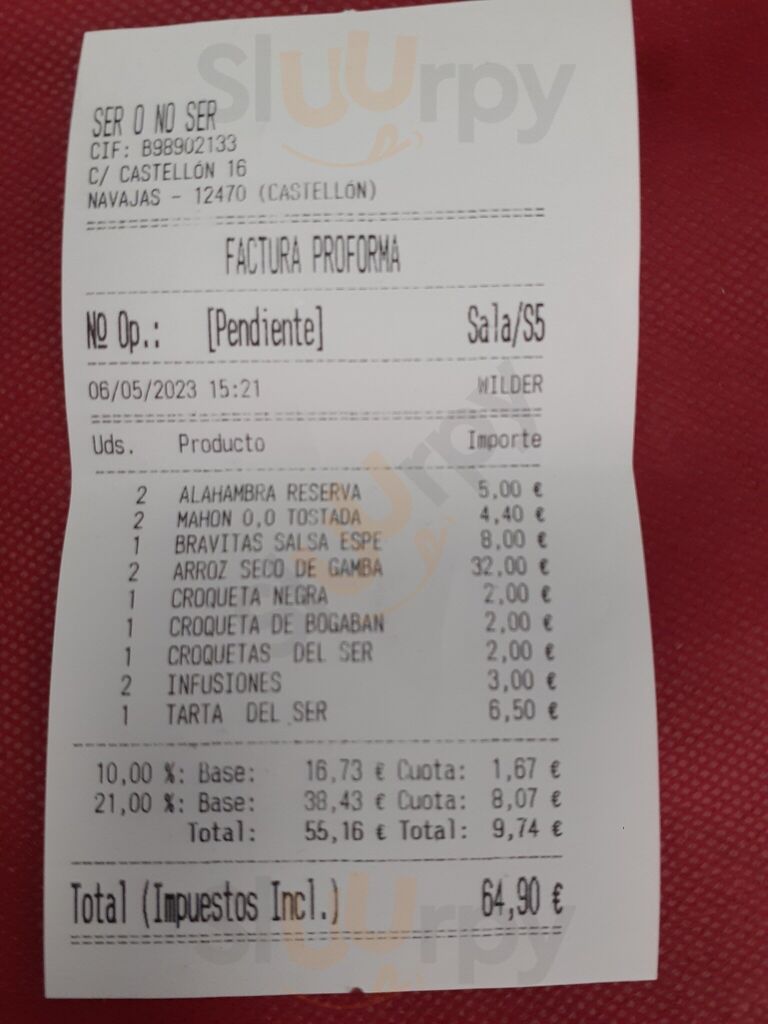 Sluurpy
SER O NO SER
CIF: B98902133
C/ CASTELLÓN 16
NAVAJAS - 12470 (CASTELLÓN)
FACTURA PROFORMA
Nº Op.: [Pendiente] Sala/S5
06/05/2023 15:21 WILDER
Uds. Producto Importe
2 ALAHAMBRA RESERVA 5,00 €
2 MAHON 0,0 TOSTADA 4,40 €
1 BRAVITAS SALSA ESPE 8,00 €
2 ARROZ SECO DE GAMBA 32,00 €
1 CROQUETA NEGRA 2,00 €
1 CROQUETA DE BOGABAN 2,00 €
1 CROQUETAS DEL SER 2,00 €
2 INFUSIONES 3,00 €
1 TARTA DEL SER 6,50 €
10,00 %: Base: 16,73 € Cuota: 1,67 €
21,00 %: Base: 38,43 € Cuota: 8,07 €
Total: 55,16 € Total: 9,74 €
Total (Impuestos Incl.) 64,90 €
Sluurpy